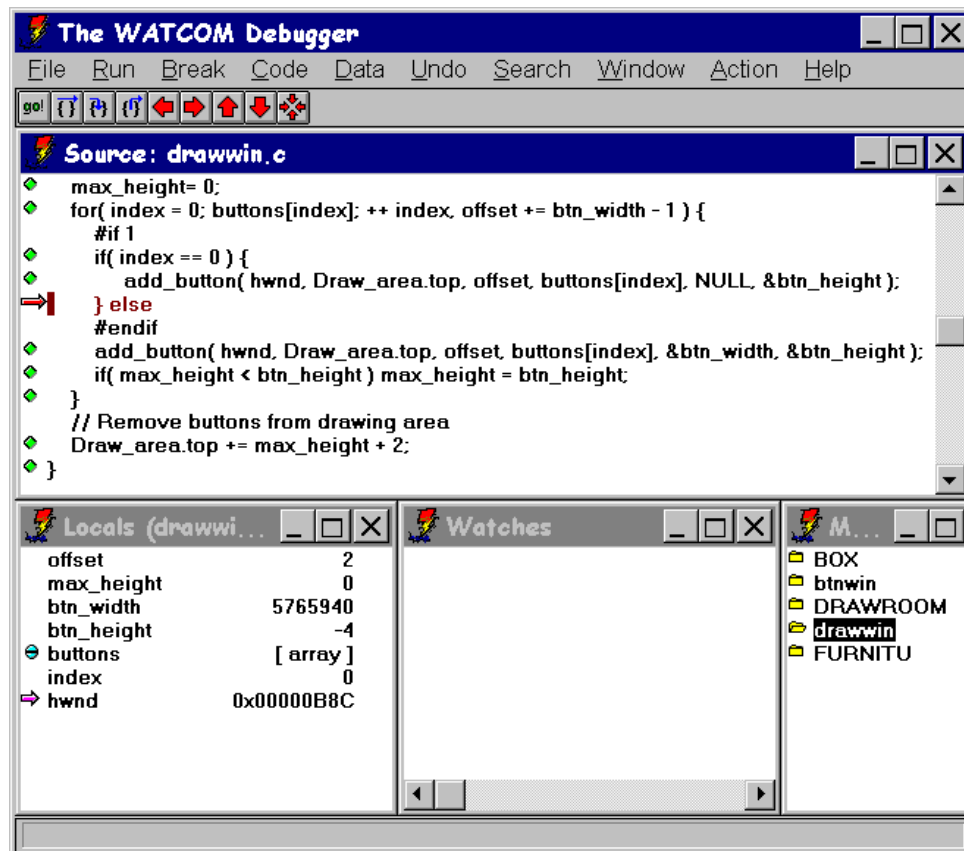 The WATCOM Debugger
File Run Break Code Data Undo Search Window Action Help
go! {} {} {}
Source: drawwin.c
max_height= 0;
for( index = 0; buttons[index]; ++ index, offset += btn_width - 1 ) {
#if 1
if( index == 0 ) {
add_button( hwnd, Draw_area.top, offset, buttons[index], NULL, &btn_height );
} else
#endif
add_button( hwnd, Draw_area.top, offset, buttons[index], &btn_width, &btn_height );
if( max_height < btn_height ) max_height = btn_height;
}
// Remove buttons from drawing area
Draw_area.top += max_height + 2;
}
Locals (drawwi...
offset 2
max_height 0
btn_width 5765940
btn_height -4
buttons [ array ]
index 0
hwnd 0x00000B8C
Watches
M...
BOX
btnwin
DRAWROOM
drawwin
FURNITU